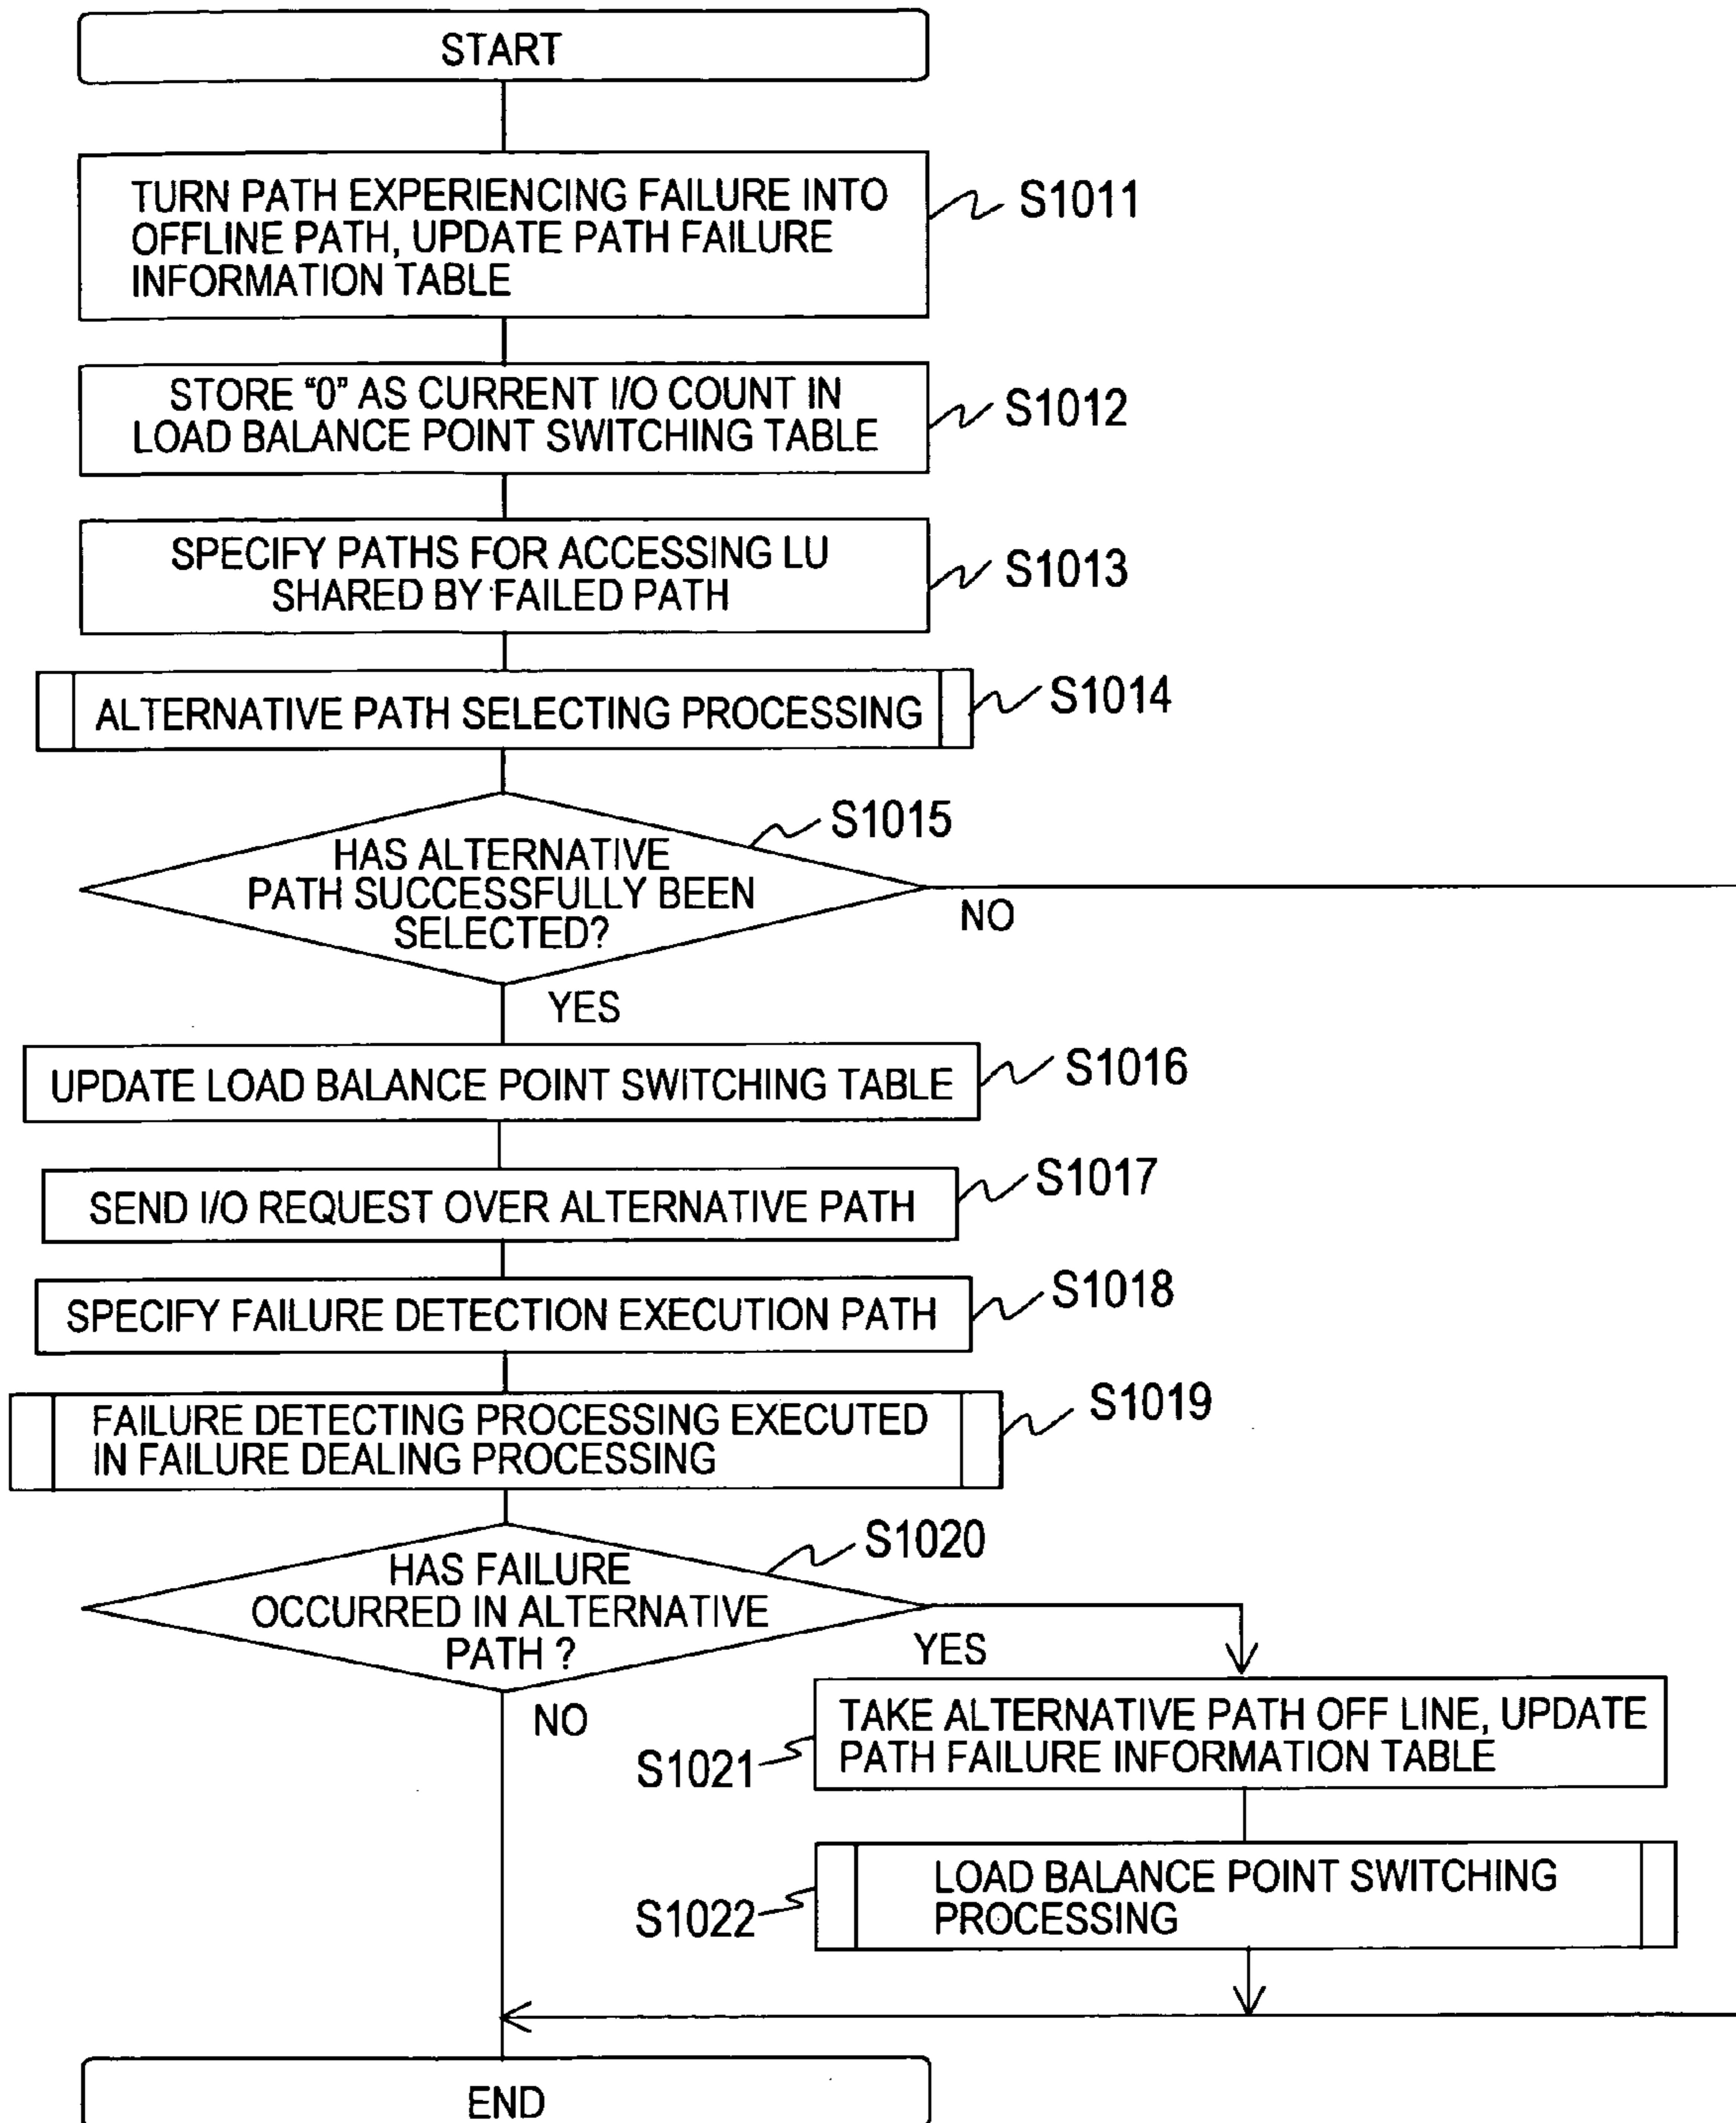 START
TURN PATH EXPERIENCING FAILURE INTO
OFFLINE PATH, UPDATE PATH FAILURE
INFORMATION TABLE
S1011
STORE “0” AS CURRENT I/O COUNT IN
LOAD BALANCE POINT SWITCHING TABLE
S1012
SPECIFY PATHS FOR ACCESSING LU
SHARED BY FAILED PATH
S1013
ALTERNATIVE PATH SELECTING PROCESSING
S1014
S1015
HAS ALTERNATIVE
PATH SUCCESSFULLY BEEN
SELECTED?
NO
YES
UPDATE LOAD BALANCE POINT SWITCHING TABLE
S1016
SEND I/O REQUEST OVER ALTERNATIVE PATH
S1017
SPECIFY FAILURE DETECTION EXECUTION PATH
S1018
FAILURE DETECTING PROCESSING EXECUTED
IN FAILURE DEALING PROCESSING
S1019
S1020
HAS FAILURE
OCCURRED IN ALTERNATIVE
PATH ?
YES
NO
TAKE ALTERNATIVE PATH OFF LINE, UPDATE
PATH FAILURE INFORMATION TABLE
S1021
LOAD BALANCE POINT SWITCHING
PROCESSING
S1022
END